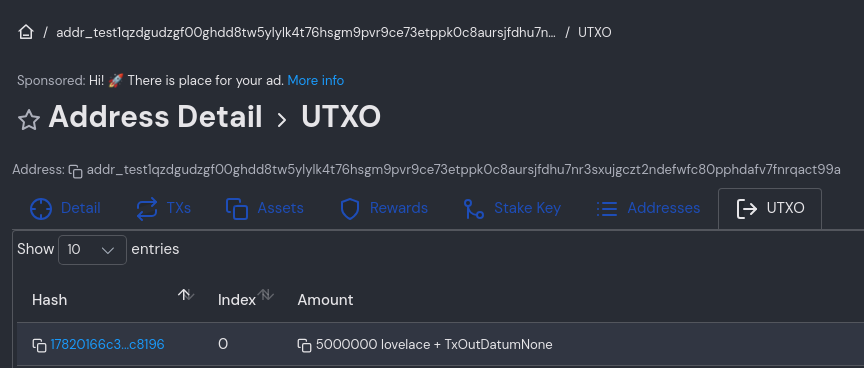 / addr_test1qzdgudzgf00ghdd8tw5ylylk4t76hsgm9pvr9ce73etppk0c8aursjfdhu7n... / UTXO
Sponsored: Hi! 🚀 There is place for your ad. More info
Address Detail › UTXO
Address: addr_test1qzdgudzgf00ghdd8tw5ylylk4t76hsgm9pvr9ce73etppk0c8aursjfdhu7nr3sxujgczt2ndefwfc80pphdafv7fnrqact99a
Detail TXs Assets Rewards Stake Key Addresses UTXO
Show 10 entries
Hash Index Amount
17820166c3...c8196 0 5000000 lovelace + TxOutDatumNone